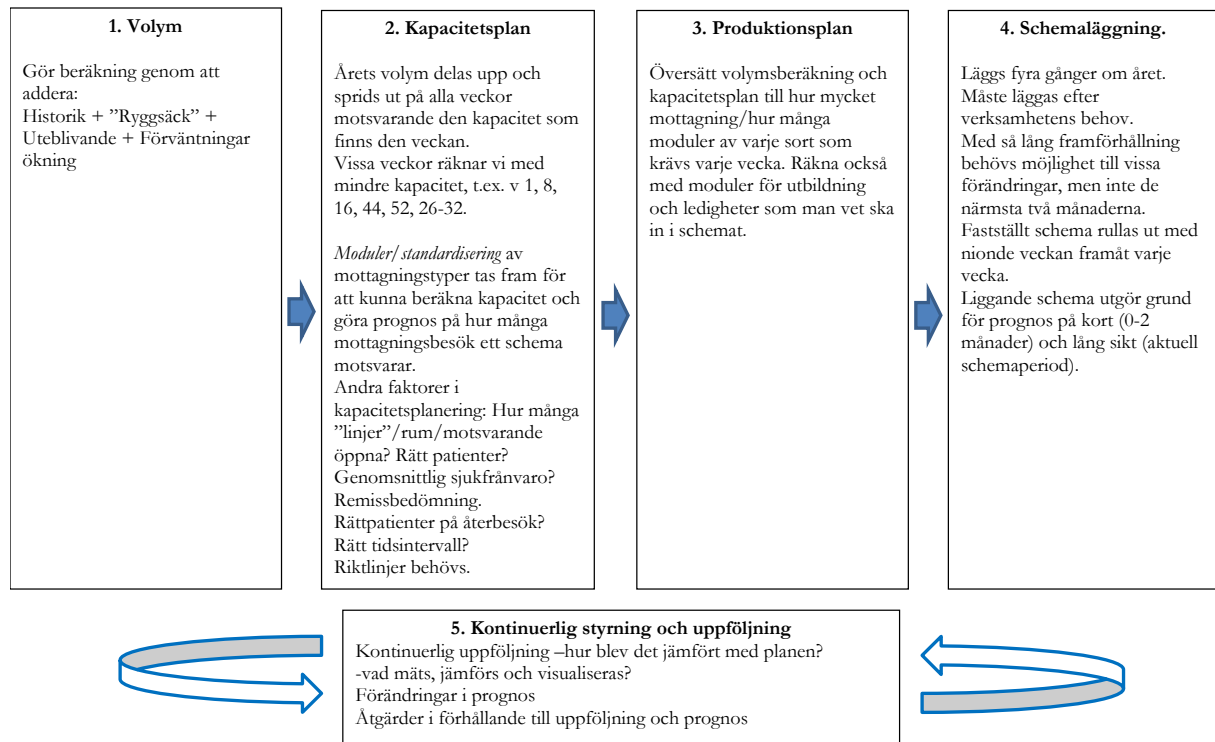 1. Volym
Gör beräkning genom att
addera:
Historik + ”Ryggsäck” +
Uteblivande + Förväntningar
ökning
2. Kapacitetsplan
Årets volym delas upp och
sprids ut på alla veckor
motsvarande den kapacitet som
finns den veckan.
Vissa veckor räknar vi med
mindre kapacitet, t.ex. v 1, 8,
16, 44, 52, 26-32.
Moduler/standardisering av
mottagningstyper tas fram för
att kunna beräkna kapacitet och
göra prognos på hur många
mottagningsbesök ett schema
motsvarar.
Andra faktorer i
kapacitetsplanering: Hur många
”linjer”/rum/motsvarande
öppna? Rätt patienter?
Genomsnittlig sjukfrånvaro?
Remissbedömning.
Rättpatienter på återbesök?
Rätt tidsintervall?
Riktlinjer behövs.
3. Produktionsplan
Översätt volymsberäkning och
kapacitetsplan till hur mycket
mottagning/hur många
moduler av varje sort som
krävs varje vecka. Räkna också
med moduler för utbildning
och ledigheter som man vet ska
in i schemat.
4. Schemaläggning.
Läggs fyra gånger om året.
Måste läggas efter
verksamhetens behov.
Med så lång framförhållning
behövs möjlighet till vissa
förändringar, men inte de
närmsta två månaderna.
Fastställt schema rullas ut med
nionde veckan framåt varje
vecka.
Liggande schema utgör grund
för prognos på kort (0-2
månader) och lång sikt (aktuell
schemaperiod).
5. Kontinuerlig styrning och uppföljning
Kontinuerlig uppföljning –hur blev det jämfört med planen?
-vad mäts, jämförs och visualiseras?
Förändringar i prognos
Åtgärder i förhållande till uppföljning och prognos